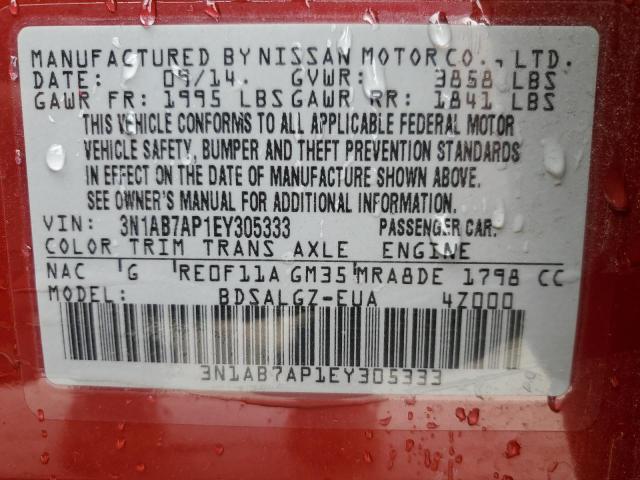 MANUFACTURED BY NISSAN MOTOR CO., LTD.
DATE: 09/14. GVWR: 3858 LBS
GAWR FR: 1995 LBS GAWR RR: 1841 LBS
THIS VEHICLE CONFORMS TO ALL APPLICABLE FEDERAL MOTOR
VEHICLE SAFETY, BUMPER AND THEFT PREVENTION STANDARDS
IN EFFECT ON THE DATE OF MANUFACTURE SHOWN ABOVE.
SEE OWNER'S MANUAL FOR ADDITIONAL INFORMATION.
VIN: 3N1AB7AP1EY305333 PASSENGER CAR.
COLOR TRIM TRANS AXLE ENGINE
NAC G RE0F11A GM35 MRA8DE 1798 CC
MODEL: BDSALGZ-EUA 4Z000
3N1AB7AP1EY305333